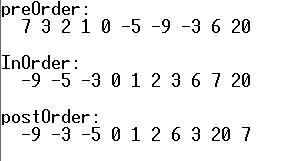 preOrder:
7 3 2 1 0 -5 -9 -3 6 20
InOrder:
-9 -5 -3 0 1 2 3 6 7 20
postOrder:
-9 -3 -5 0 1 2 6 3 20 7